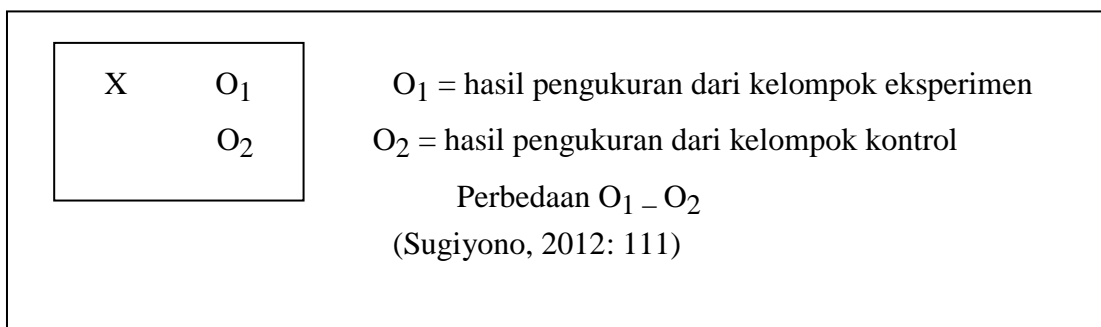 X O1 O1 = hasil pengukuran dari kelompok eksperimen
O2 O2 = hasil pengukuran dari kelompok kontrol
Perbedaan O1 – O2
(Sugiyono, 2012: 111)